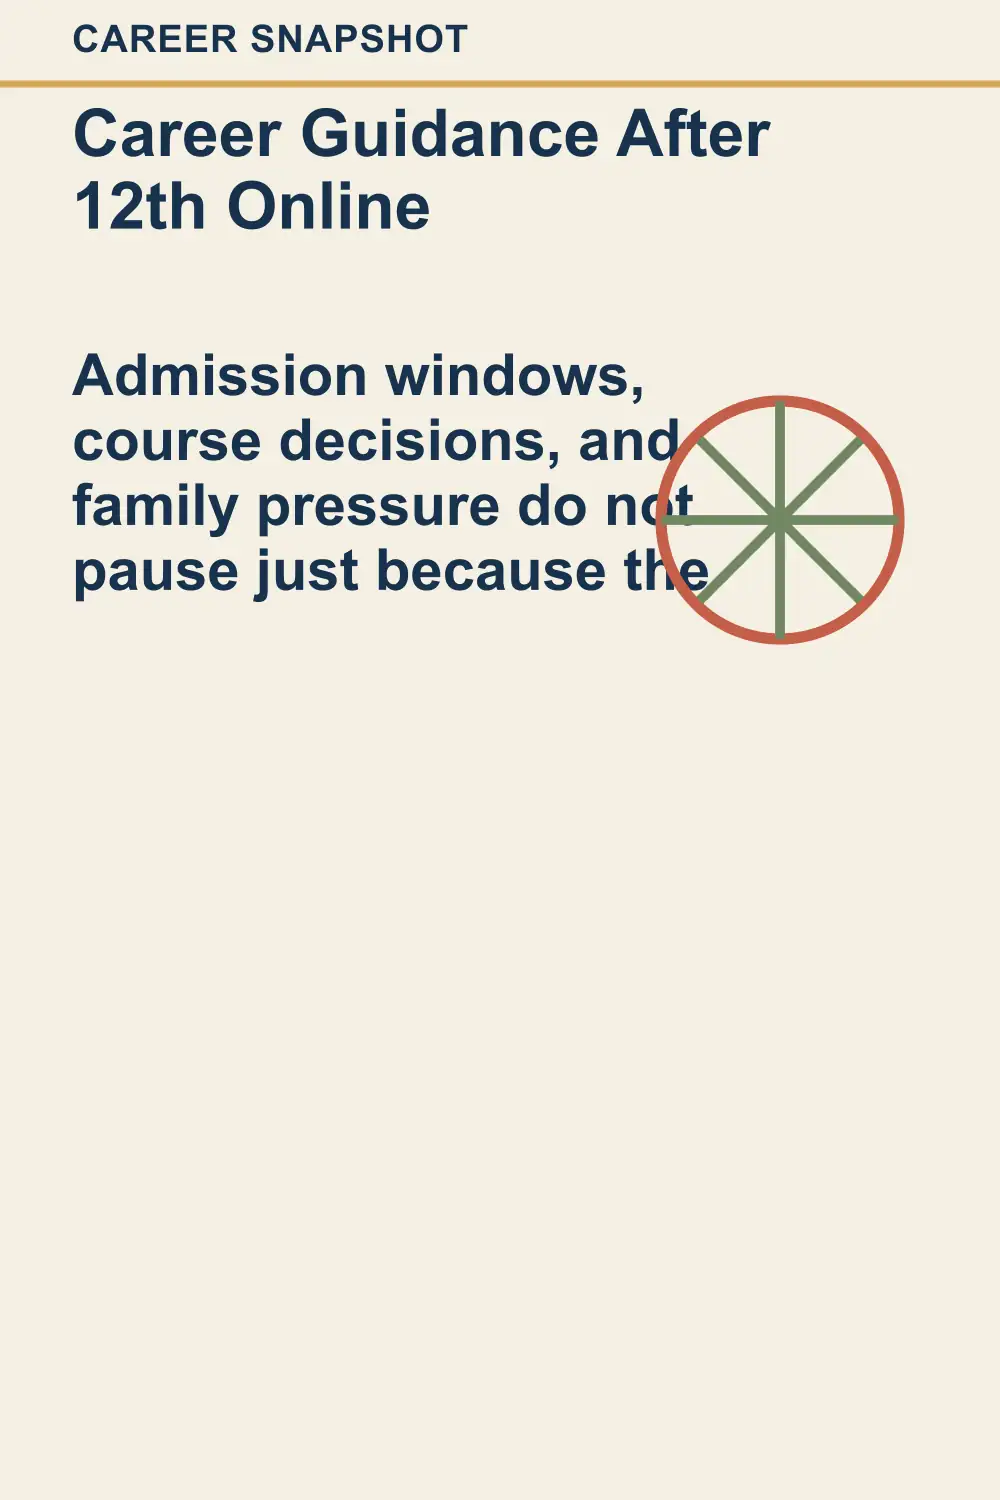 CAREER SNAPSHOT
Career Guidance After
12th Online
Admission windows,
course decisions, and
family pressure do not
pause just because the